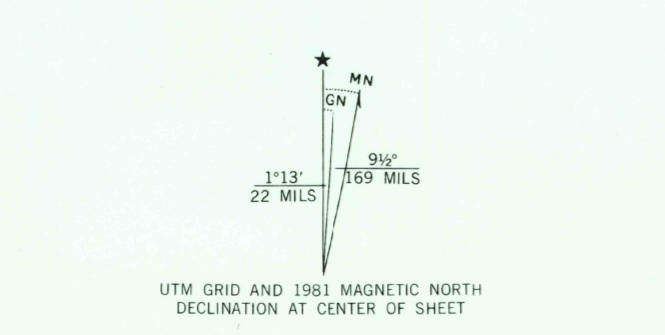 ★
MN
GN
9½°
169 MILS
1°13′
22 MILS
UTM GRID AND 1981 MAGNETIC NORTH
DECLINATION AT CENTER OF SHEET